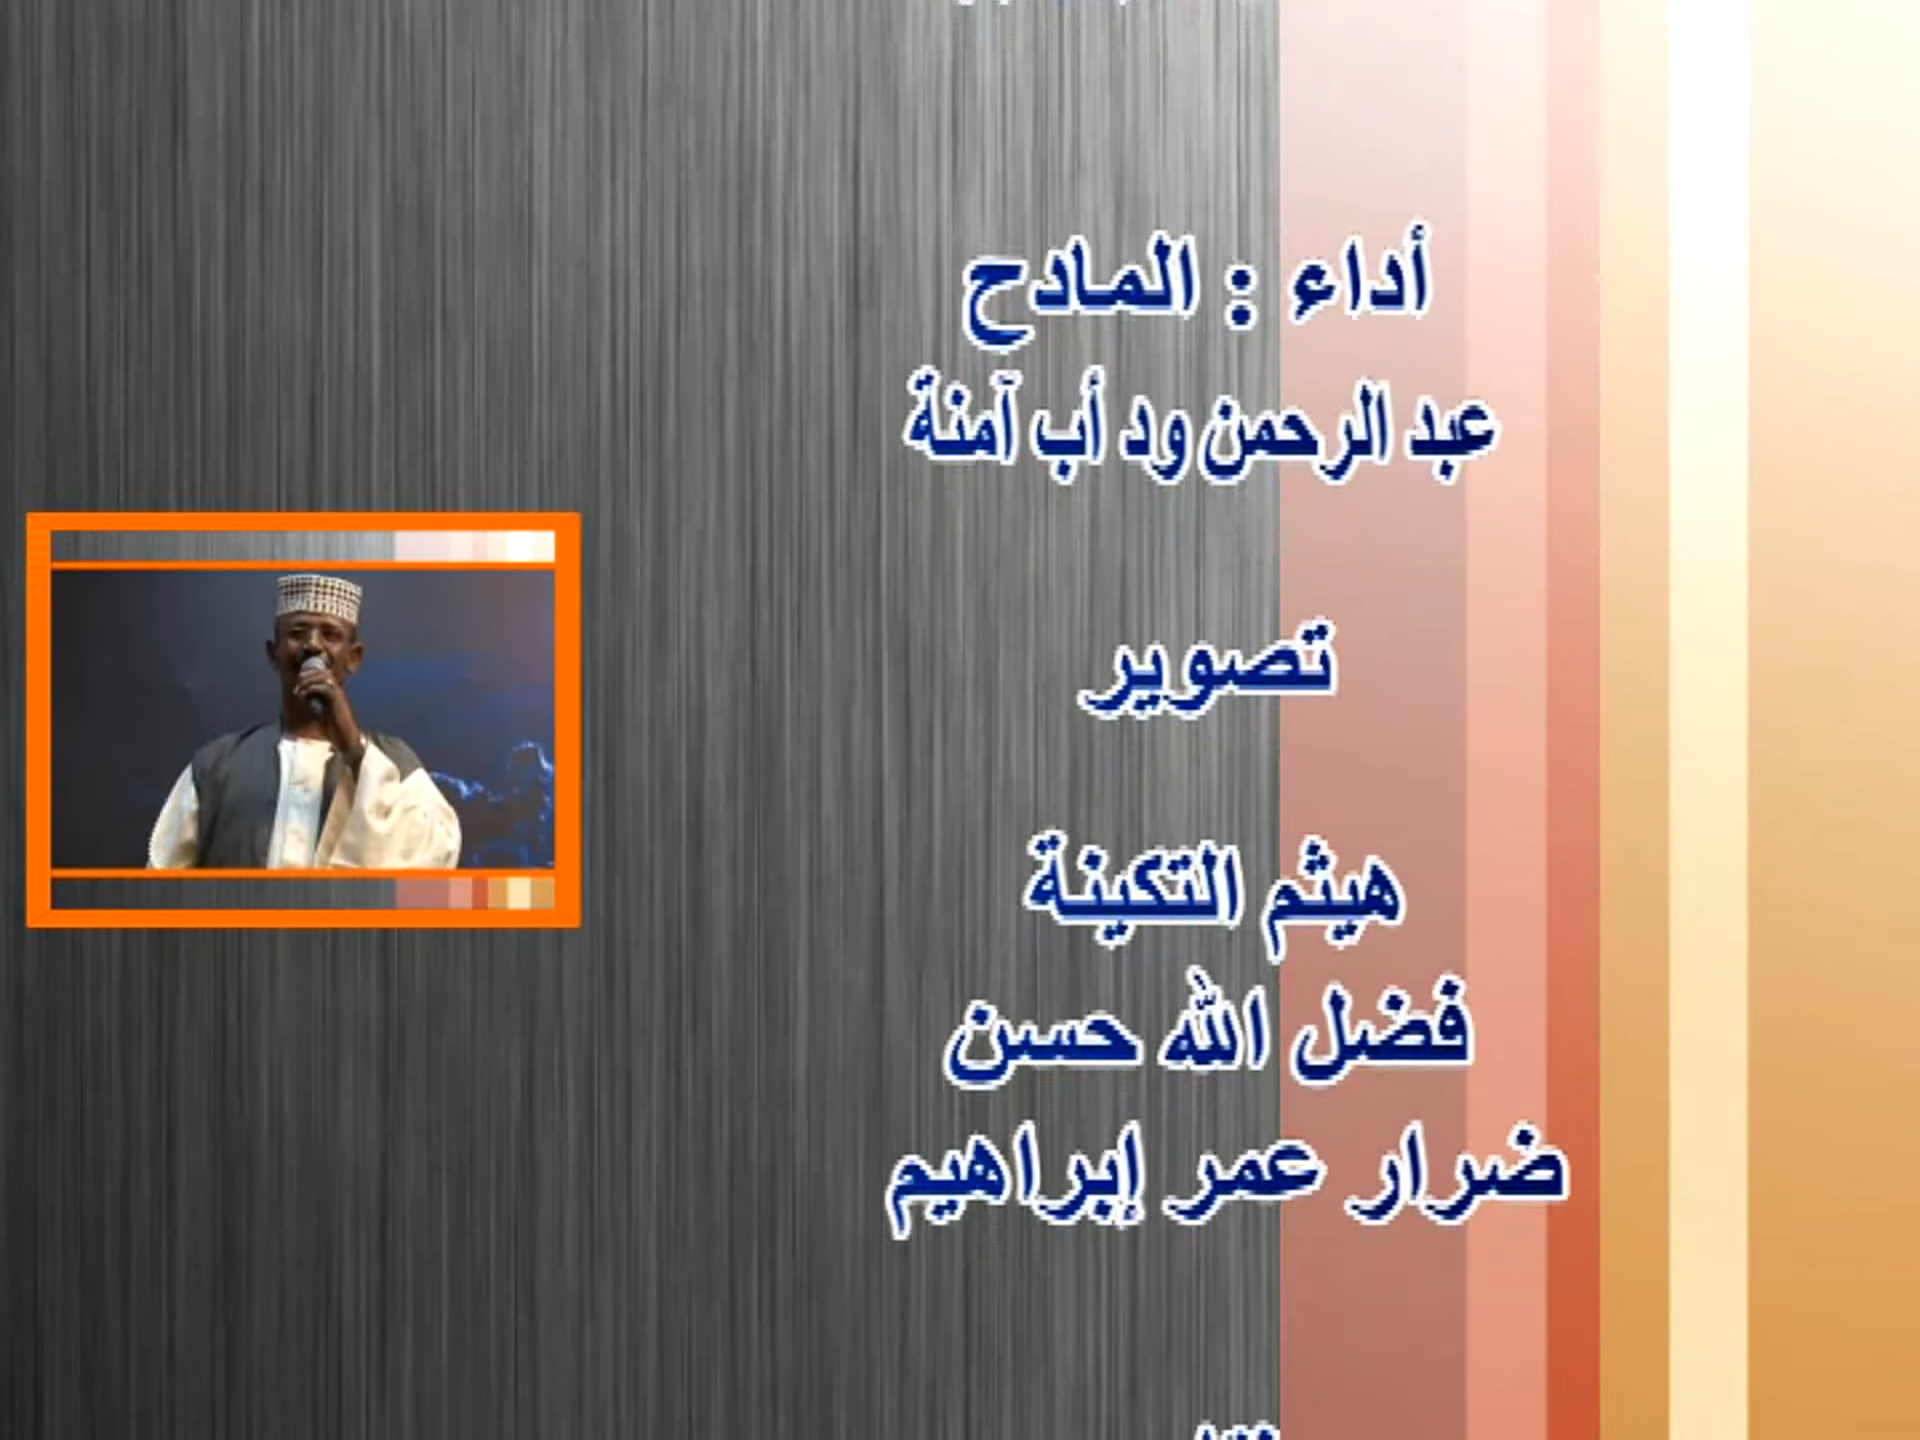 أداء : المادح
عبد الرحمن ود أب آمنة
تصوير
هيثم التكينة
فضل الله حسن
ضرار عمر إبراهيم